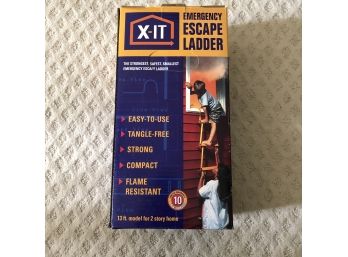 X-IT
EMERGENCY
ESCAPE
LADDER
THE STRONGEST, SAFEST, SMALLEST
EMERGENCY ESCAPE LADDER
EASY-TO-USE
TANGLE-FREE
STRONG
COMPACT
FLAME
RESISTANT
10
13 ft. model for 2 story home